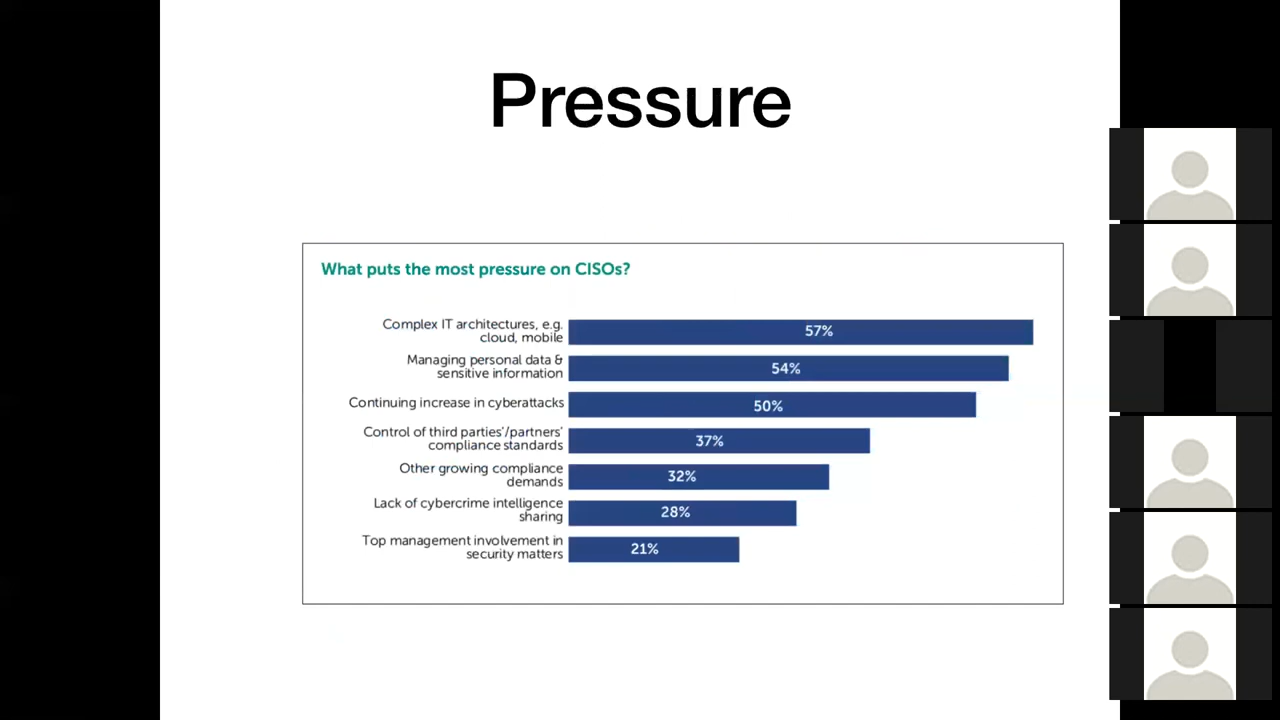 Pressure
What puts the most pressure on CISOs?
Complex IT architectures, e.g.
cloud, mobile
57%
Managing personal data &
sensitive information
54%
Continuing increase in cyberattacks
50%
Control of third parties'/partners'
compliance standards
37%
Other growing compliance
demands
32%
Lack of cybercrime intelligence
sharing
28%
Top management involvement in
security matters
21%